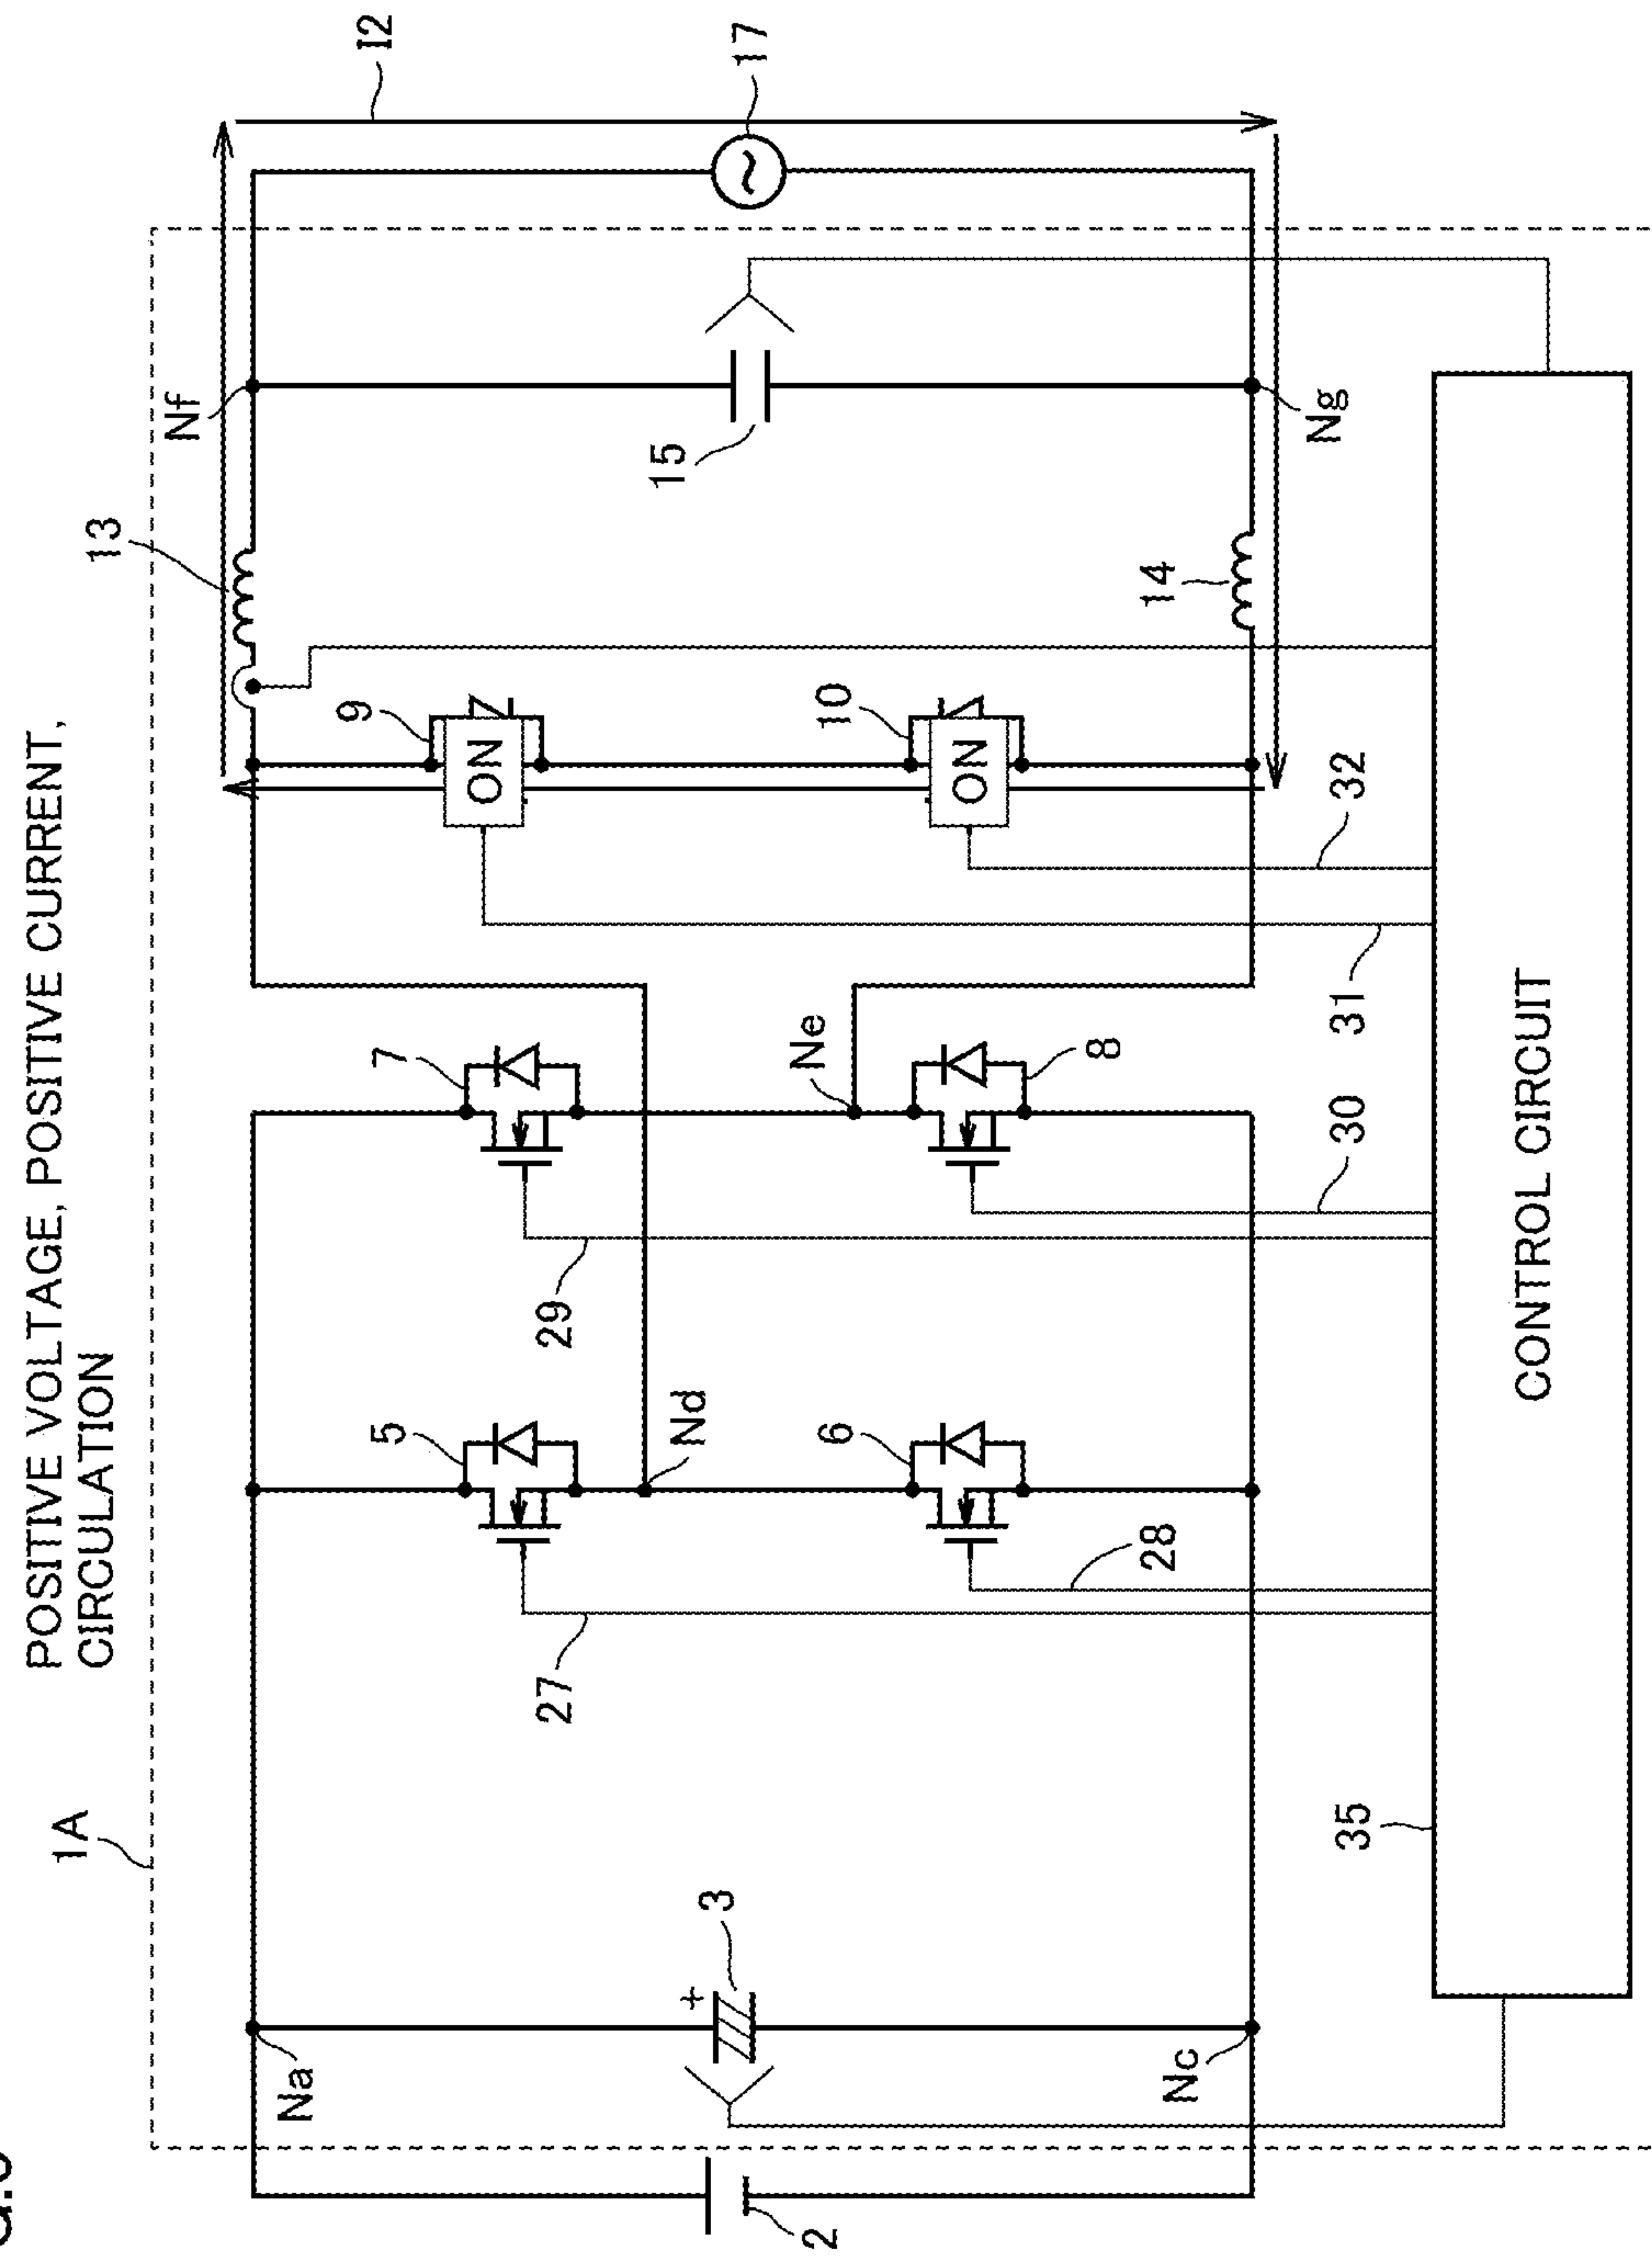 POSITIVE VOLTAGE, POSITIVE CURRENT,
CIRCULATION
1A
13
Nf
I2
9
7
5
Na
29
27
Nd
3
+
15
17
~
ON
Ne
10
6
ON
28
2
14
8
Nc
Ng
32
31
30
35
CONTROL CIRCUIT